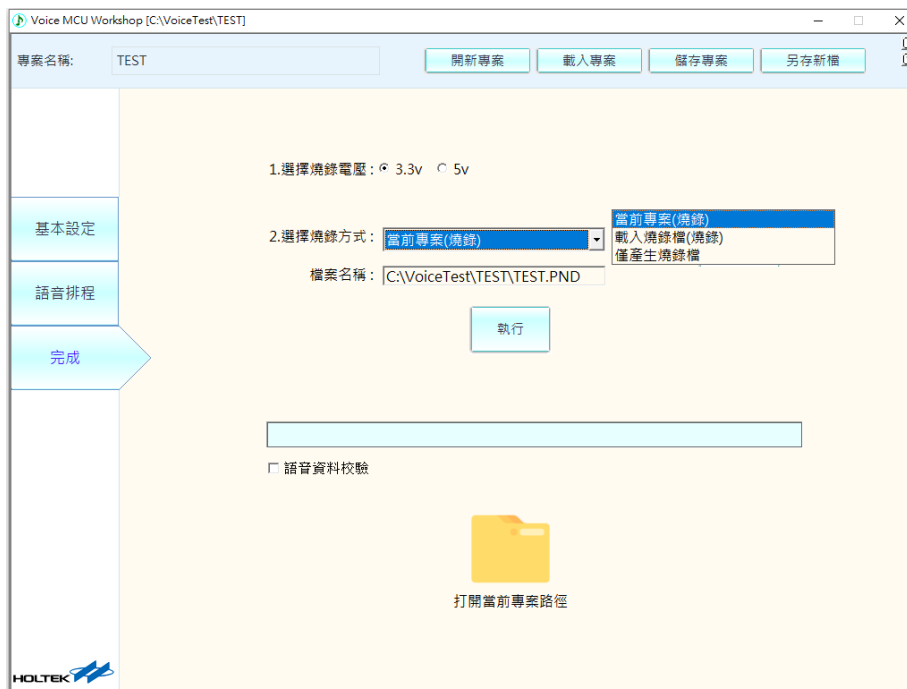 Voice MCU Workshop [C:\VoiceTest\TEST]
專案名稱: TEST 開新專案 載入專案 儲存專案 另存新檔
1.選擇燒錄電壓 : 3.3v 5v
基本設定
2.選擇燒錄方式 : 當前專案(燒錄)
當前專案(燒錄)
載入燒錄檔(燒錄)
僅產生燒錄檔
檔案名稱 : C:\VoiceTest\TEST\TEST.PND
語音排程
執行
完成
語音資料校驗
打開當前專案路徑
HOLTEK